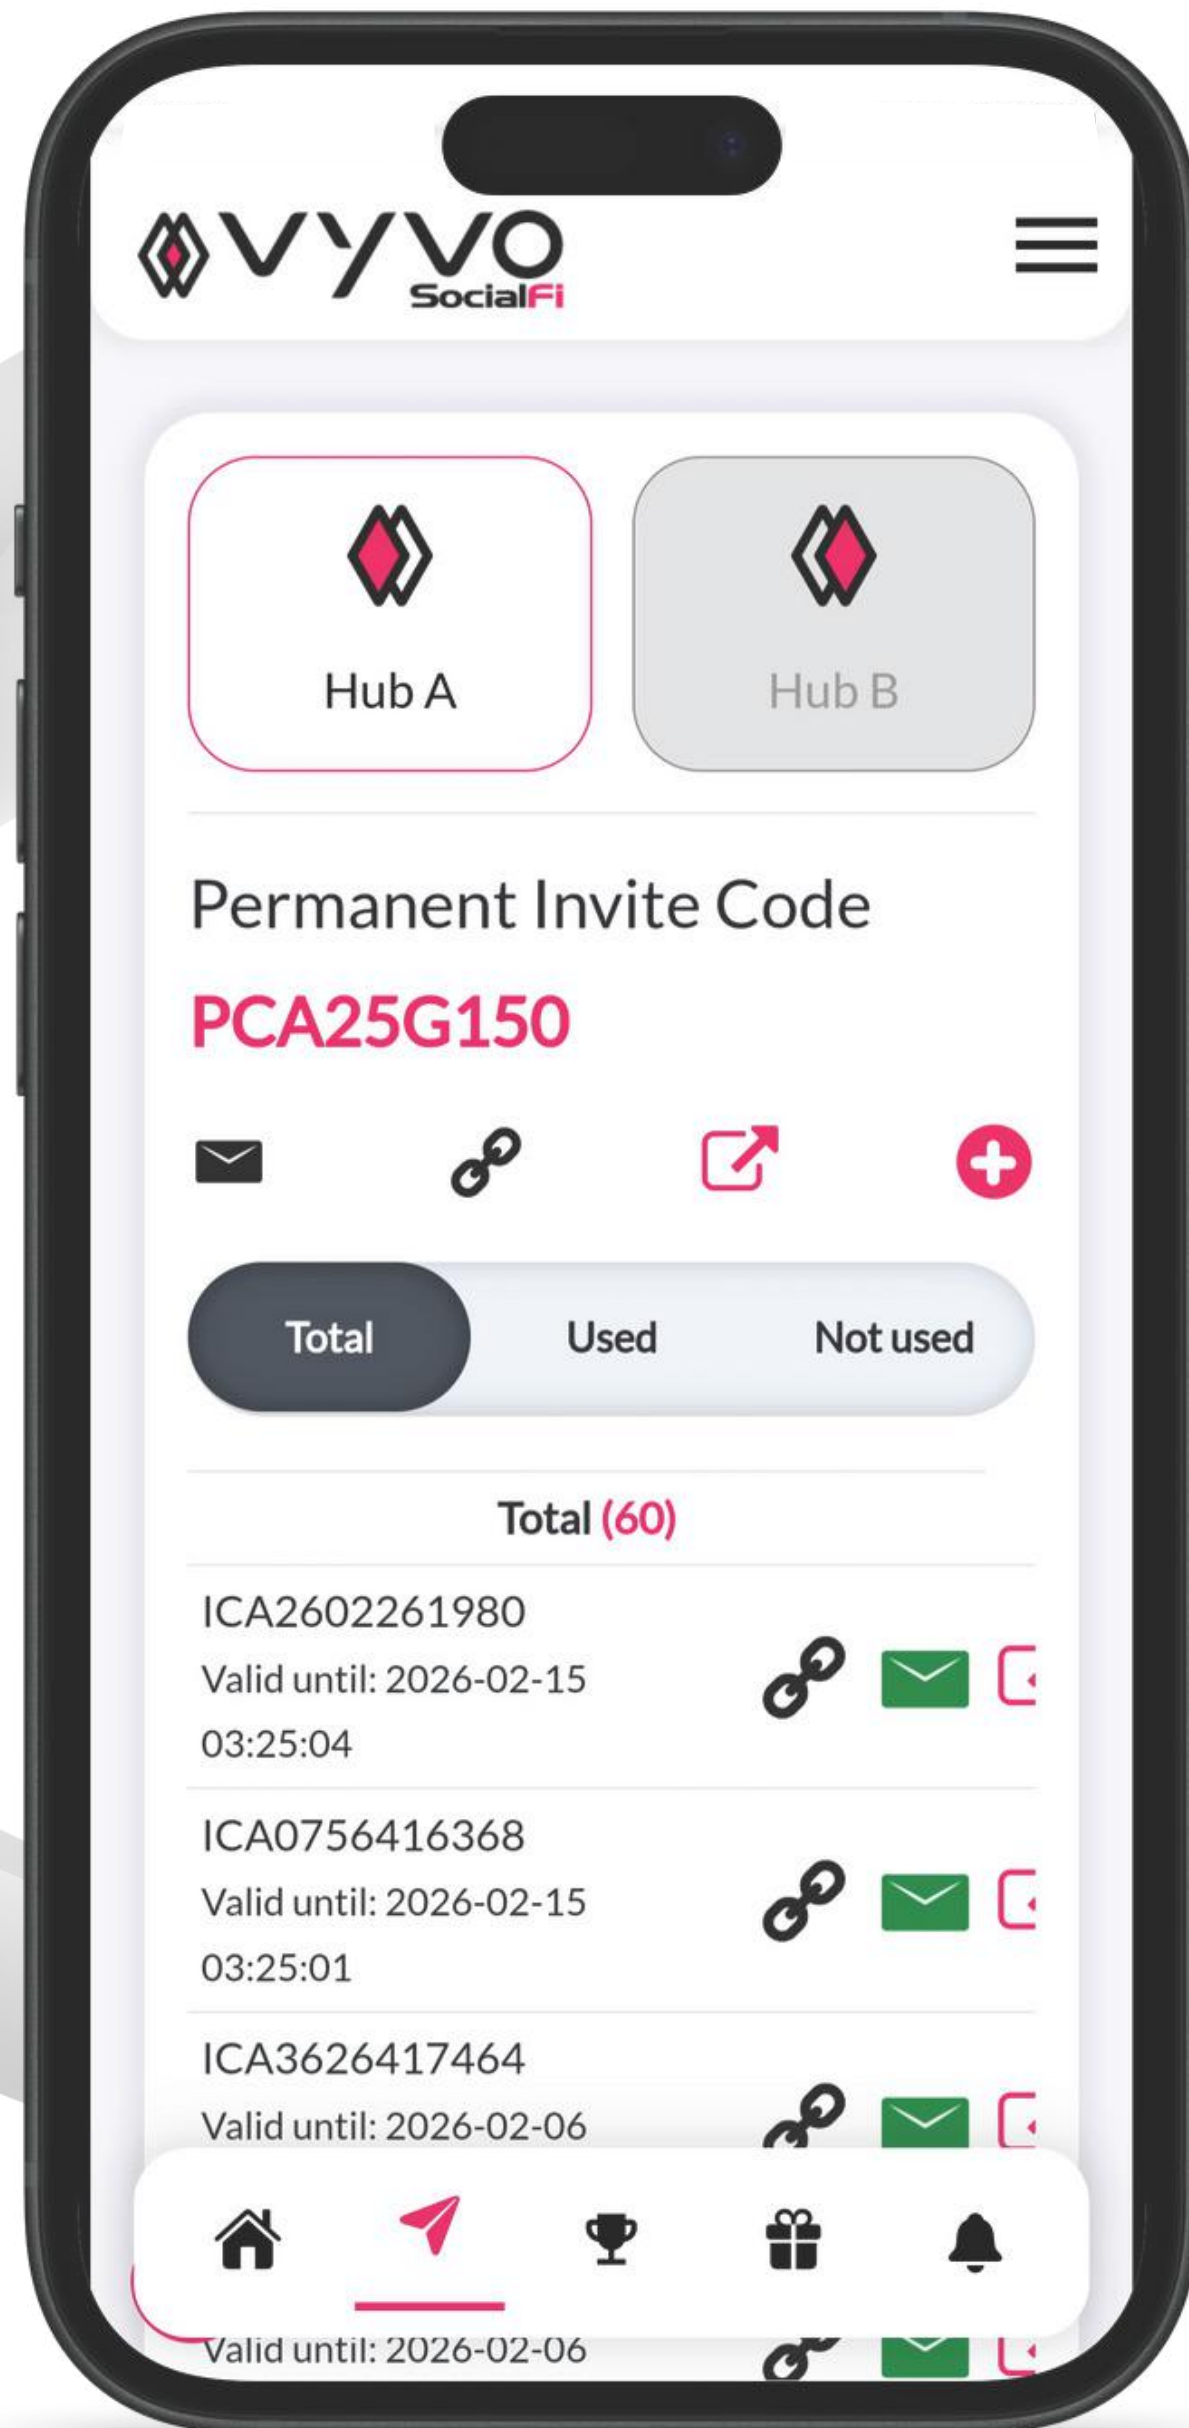 VYVO
SocialFi
Hub A
Hub B
Permanent Invite Code
PCA25G150
Total
Used
Not used
Total (60)
ICA2602261980
Valid until: 2026-02-15
03:25:04
ICA0756416368
Valid until: 2026-02-15
03:25:01
ICA3626417464
Valid until: 2026-02-06
Valid until: 2026-02-06